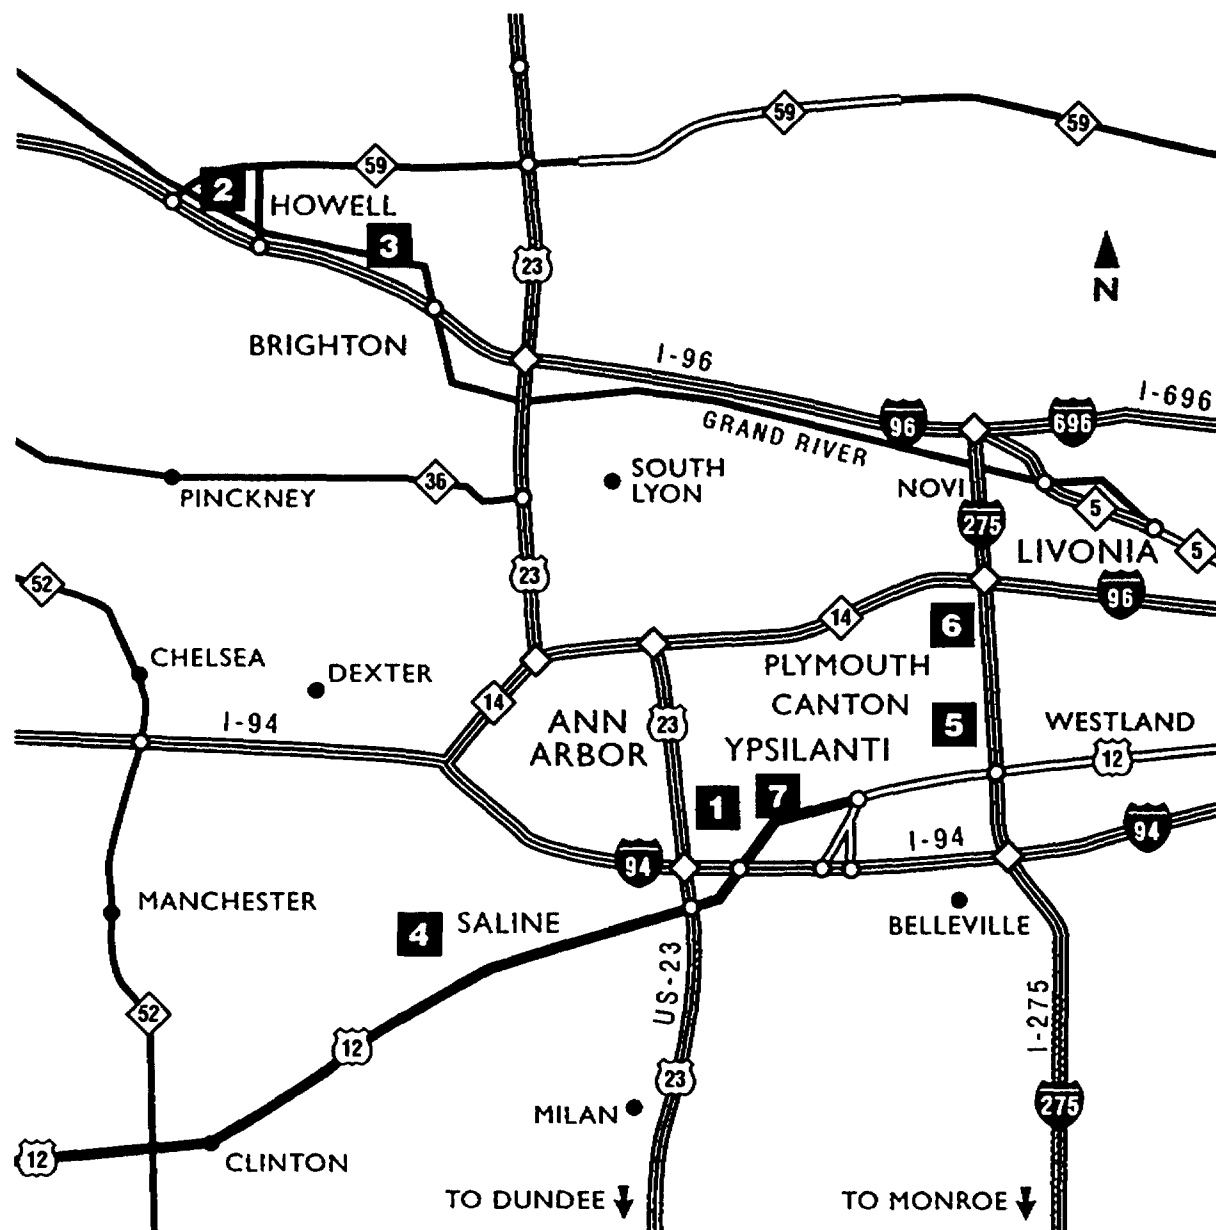 59
59
59
2
HOWELL
3
23
N
BRIGHTON
I-96
I-696
96
696
GRAND RIVER
SOUTH
LYON
36
PINCKNEY
NOVI
5
275
LIVONIA
5
23
52
96
14
6
CHELSEA
DEXTER
PLYMOUTH
CANTON
14
I-94
ANN
ARBOR
23
YPSILANTI
5
WESTLAND
12
1
7
94
I-94
94
MANCHESTER
4
SALINE
BELLEVILLE
US-23
I-275
52
12
23
275
MILAN
12
CLINTON
TO DUNDEE
TO MONROE